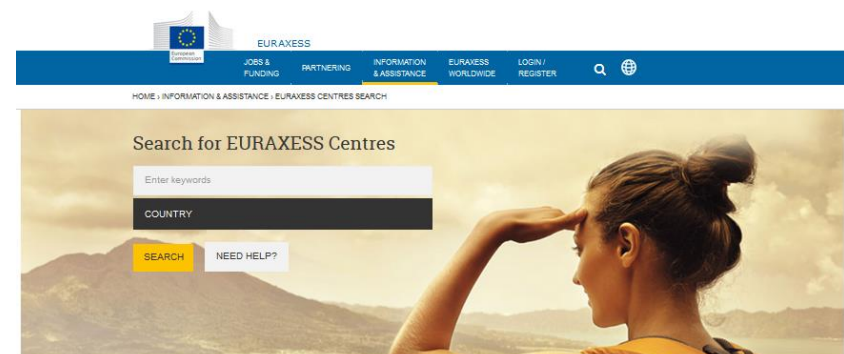 European
Commission
EURAXESS
JOBS &
FUNDING
PARTNERING
INFORMATION
& ASSISTANCE
EURAXESS
WORLDWIDE
LOGIN /
REGISTER
HOME › INFORMATION & ASSISTANCE › EURAXESS CENTRES SEARCH
Search for EURAXESS Centres
Enter keywords
COUNTRY
SEARCH
NEED HELP?